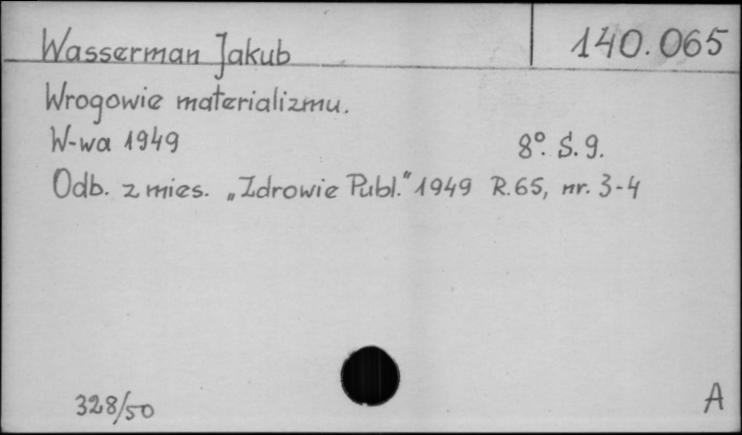 Wasserman Jakub 140.065
Wrogowie materializmu.
W-wa 1949 8° S. 9.
Odb. z mies. „Zdrowie Publ.” 1949 R. 65, nr. 3-4
328/50 A